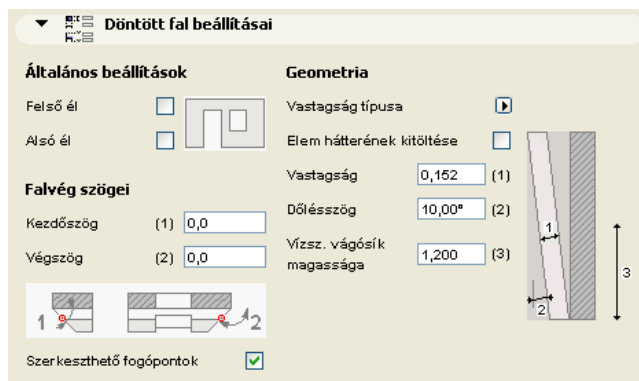 Döntött fal beállításai
Általános beállítások
Felső él
Alsó él
Falvég szögei
Kezdőszög (1) 0,0
Végszög (2) 0,0
1 2
Szerkeszthető fogópontok
Geometria
Vastagság típusa
Elem hátterének kitöltése
Vastagság 0,152 (1)
Dőlésszög 10,00° (2)
Vízsz. vágósík
magassága 1,200 (3)
1
2
3